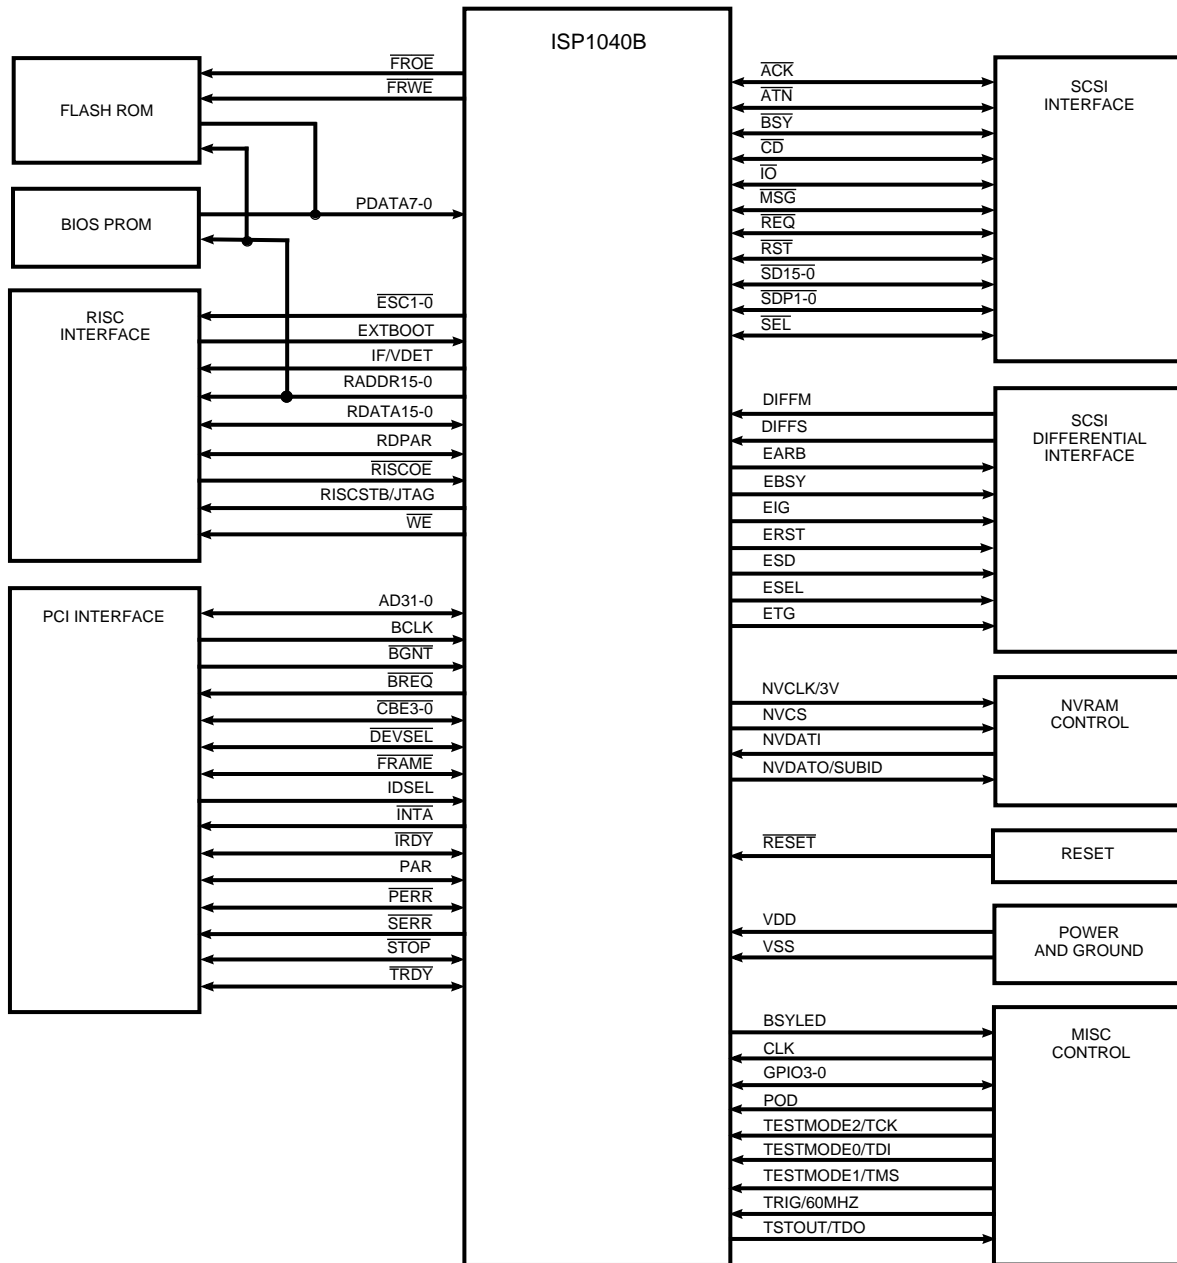 ISP1040B
FLASH ROM
FROE
FRWE
BIOS PROM
PDATA7-0
RISC
INTERFACE
ESC1-0
EXTBOOT
IF/VDET
RADDR15-0
RDATA15-0
RDPAR
RISCOE
RISCSTB/JTAG
WE
PCI INTERFACE
AD31-0
BCLK
BGNT
BREQ
CBE3-0
DEVSEL
FRAME
IDSEL
INTA
IRDY
PAR
PERR
SERR
STOP
TRDY
ACK
ATN
BSY
CD
IO
MSG
REQ
RST
SD15-0
SDP1-0
SEL
SCSI
INTERFACE
DIFFM
DIFFS
EARB
EBSY
EIG
ERST
ESD
ESEL
ETG
SCSI
DIFFERENTIAL
INTERFACE
NVCLK/3V
NVCS
NVDATI
NVDATO/SUBID
NVRAM
CONTROL
RESET
RESET
VDD
VSS
POWER
AND GROUND
BSYLED
CLK
GPIO3-0
POD
TESTMODE2/TCK
TESTMODE0/TDI
TESTMODE1/TMS
TRIG/60MHZ
TSTOUT/TDO
MISC
CONTROL